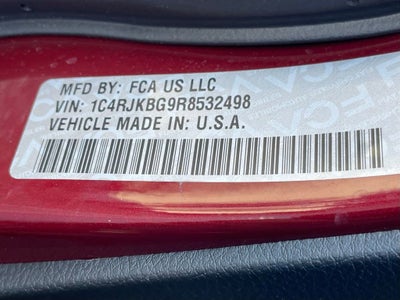 MFD BY: FCA US LLC
VIN: 1C4RJKBG9R8532498
VEHICLE MADE IN: U.S.A.